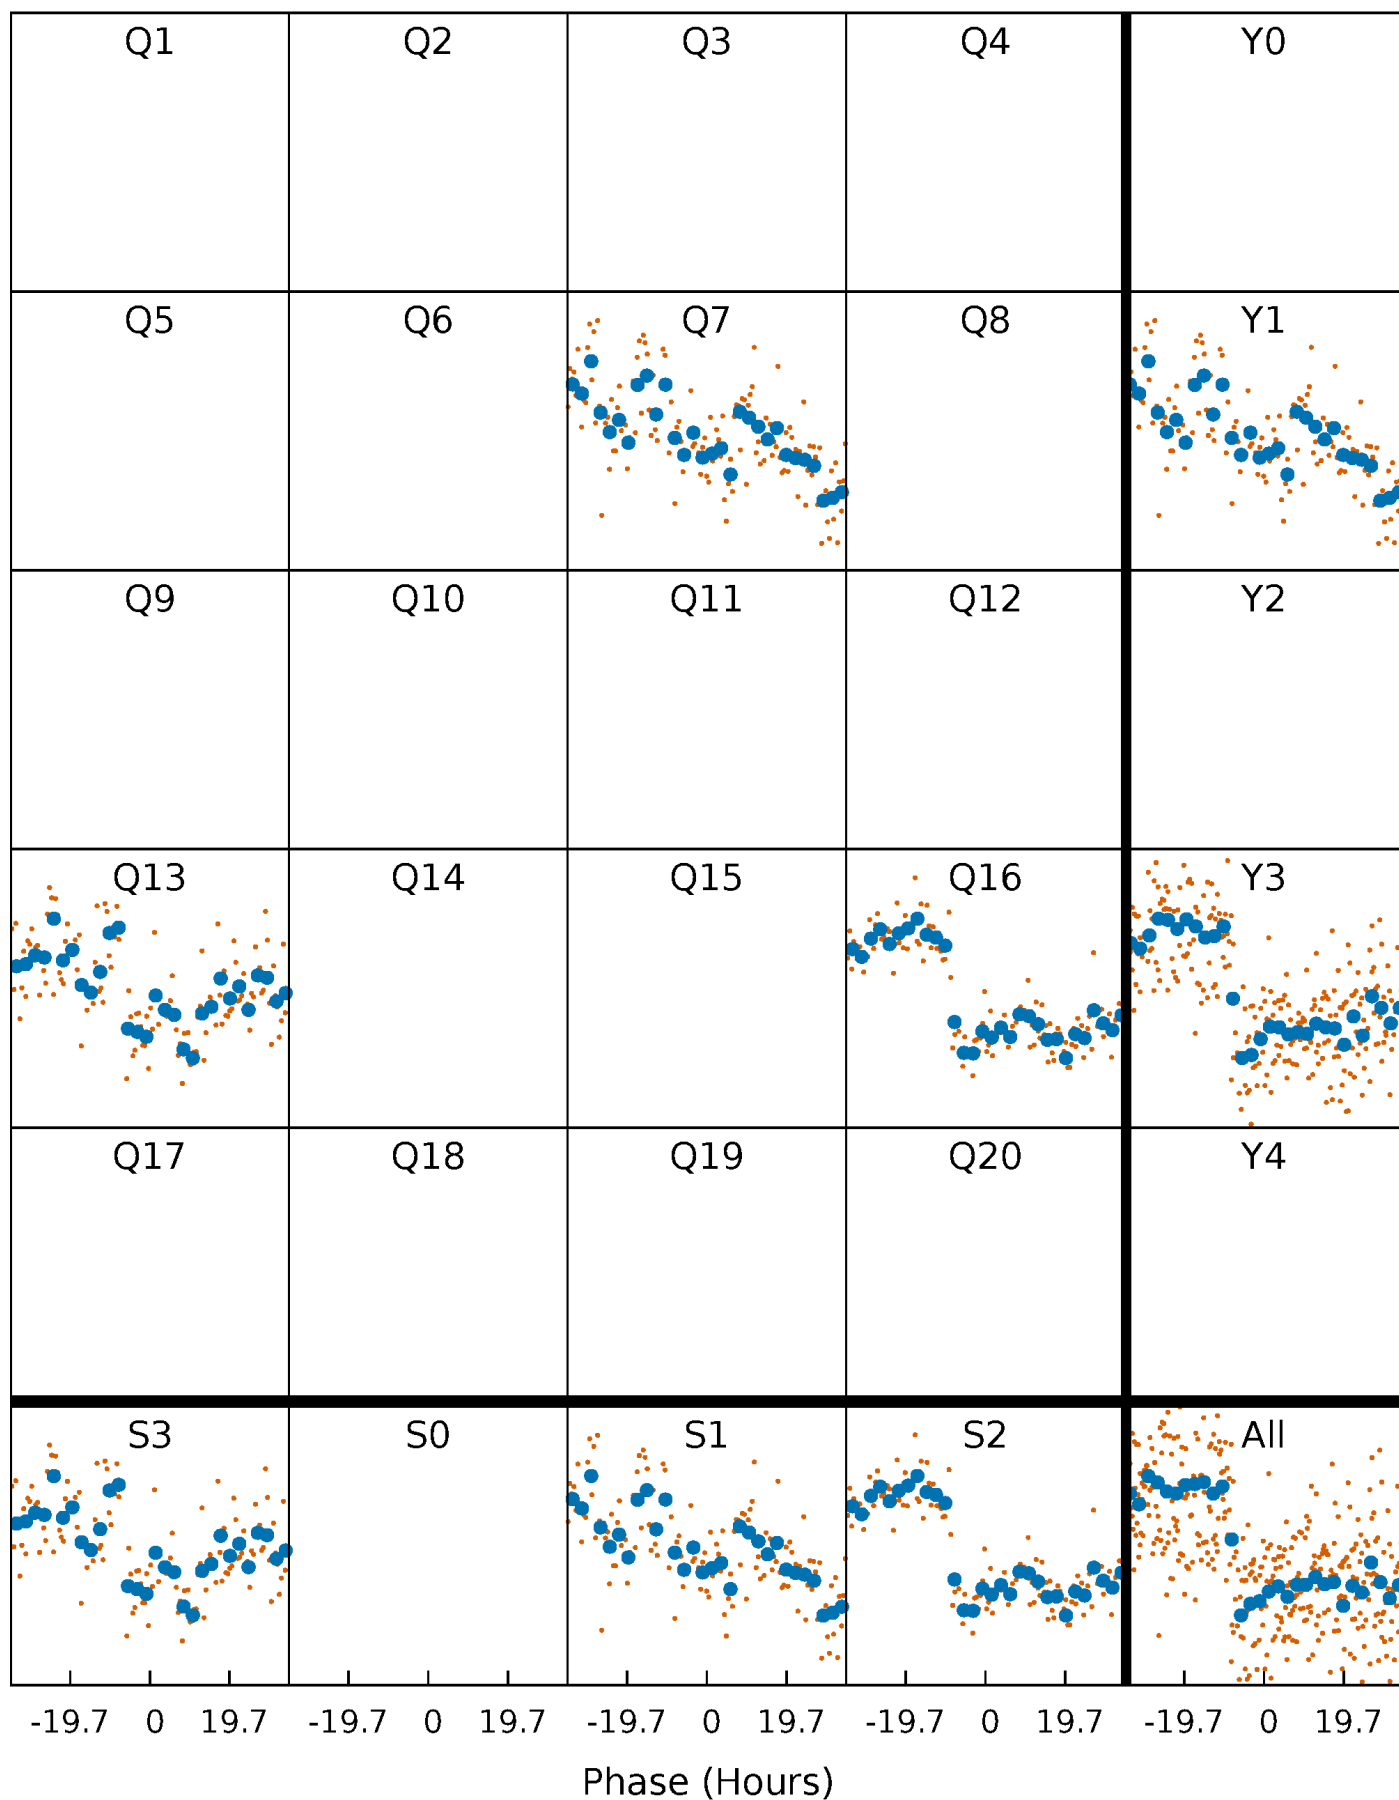 Q1 Q2 Q3 Q4 Y0
Q5 Q6 Q7 Q8 Y1
Q9 Q10 Q11 Q12 Y2
Q13 Q14 Q15 Q16 Y3
Q17 Q18 Q19 Q20 Y4
S3 S0 S1 S2 All
-19.7 0 19.7 -19.7 0 19.7 -19.7 0 19.7 -19.7 0 19.7 -19.7 0 19.7
Phase (Hours)